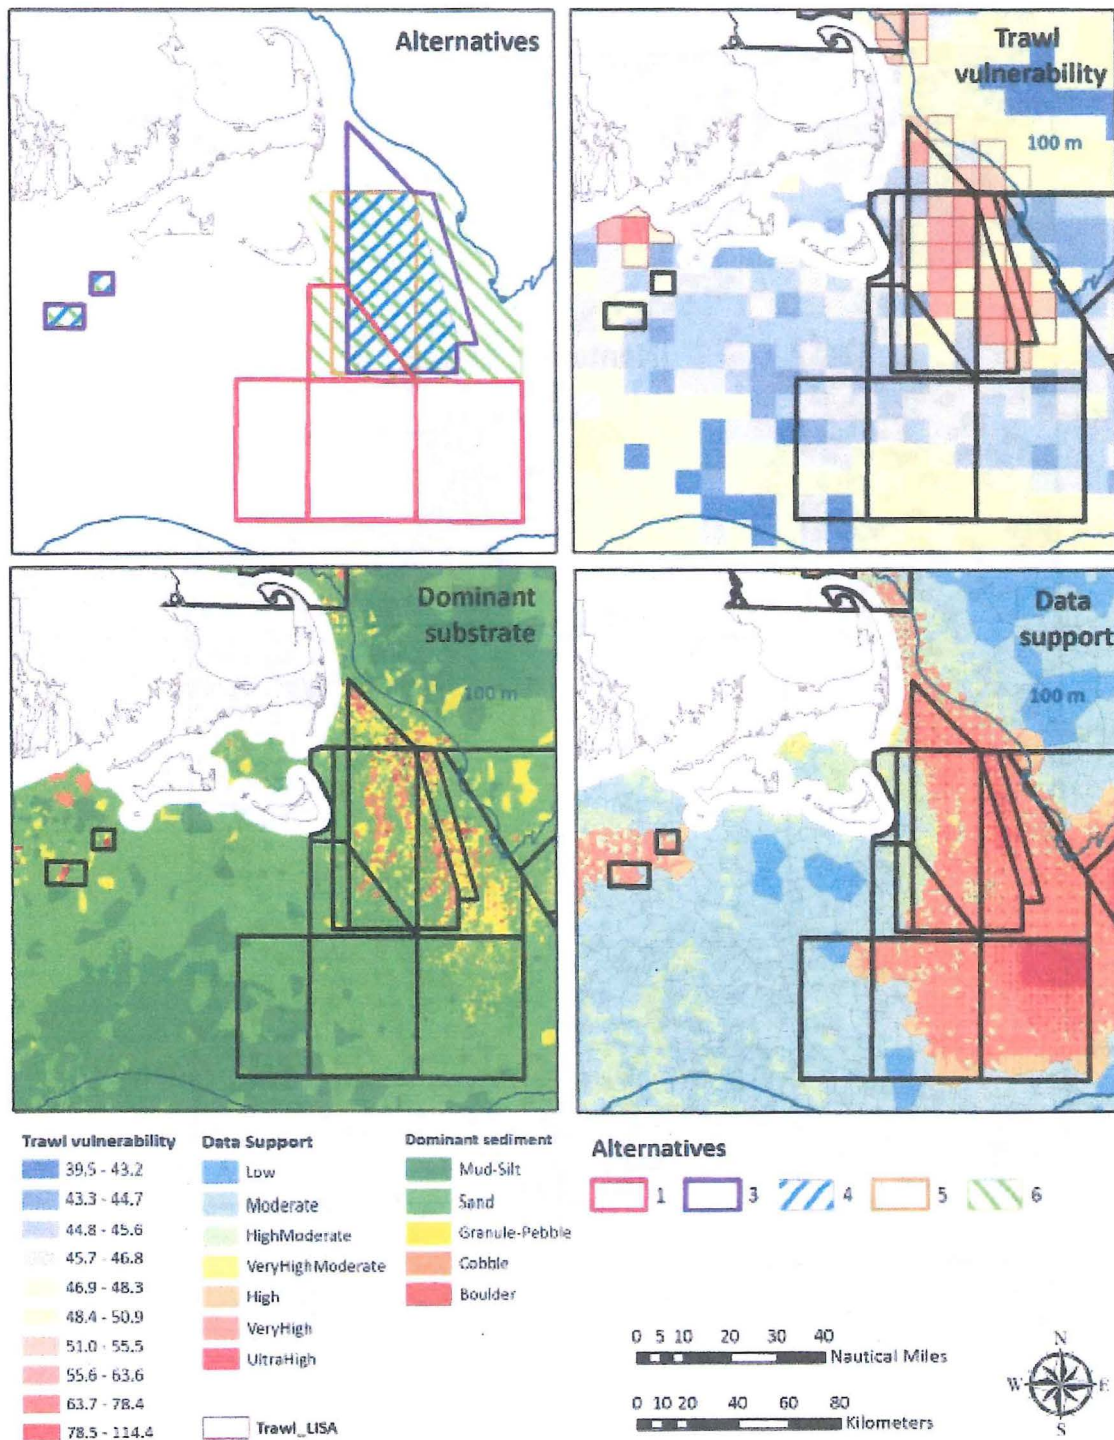 Alternatives
Trawl
vulnerability
100 m
Dominant
substrate
100 m
Data
support
100 m
Trawl vulnerability
39.5 - 43.2
43.3 - 44.7
44.8 - 45.6
45.7 - 46.8
46.9 - 48.3
48.4 - 50.9
51.0 - 55.5
55.6 - 63.6
63.7 - 78.4
78.5 - 114.4
Data Support
Low
Moderate
HighModerate
VeryHighModerate
High
VeryHigh
UltraHigh
Trawl_LISA
Dominant sediment
Mud-Silt
Sand
Granule-Pebble
Cobble
Boulder
Alternatives
1 3 4 5 6
0 5 10 20 30 40
Nautical Miles
0 10 20 40 60 80
Kilometers
N
W E
S